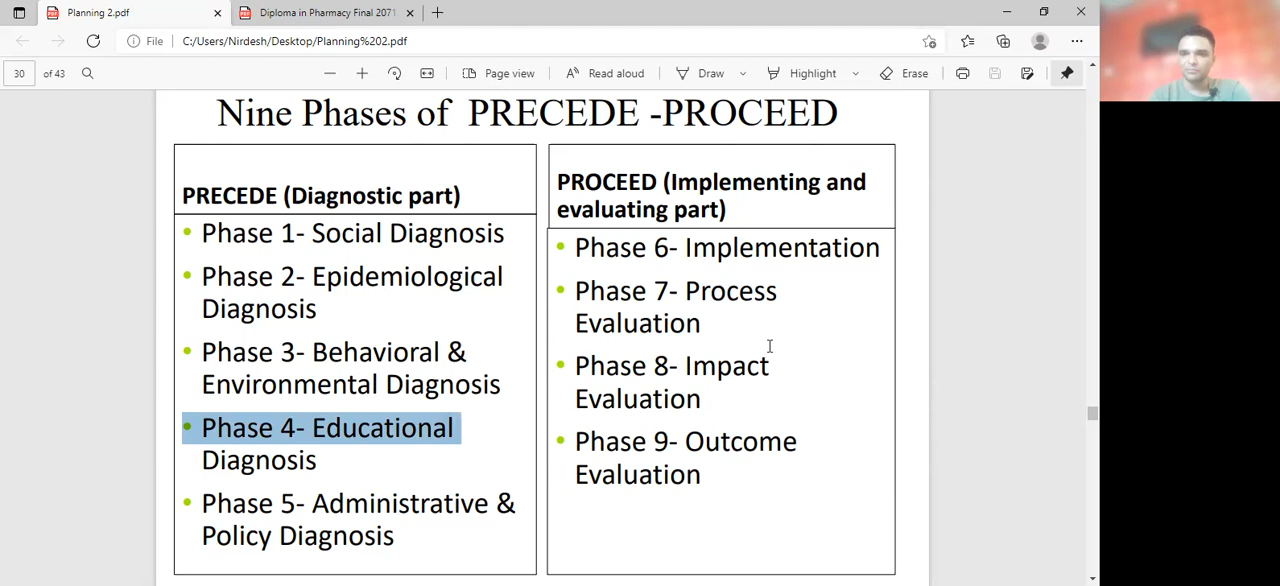 Planning 2.pdf
Diploma in Pharmacy Final 2071
File
C:/Users/Nirdesh/Desktop/Planning%202.pdf
30
of 43
Page view
Read aloud
Draw
Highlight
Erase
Nine Phases of PRECEDE -PROCEED
PRECEDE (Diagnostic part)
Phase 1- Social Diagnosis
Phase 2- Epidemiological
Diagnosis
Phase 3- Behavioral &
Environmental Diagnosis
Phase 4- Educational
Diagnosis
Phase 5- Administrative &
Policy Diagnosis
PROCEED (Implementing and
evaluating part)
Phase 6- Implementation
Phase 7- Process
Evaluation
Phase 8- Impact
Evaluation
Phase 9- Outcome
Evaluation